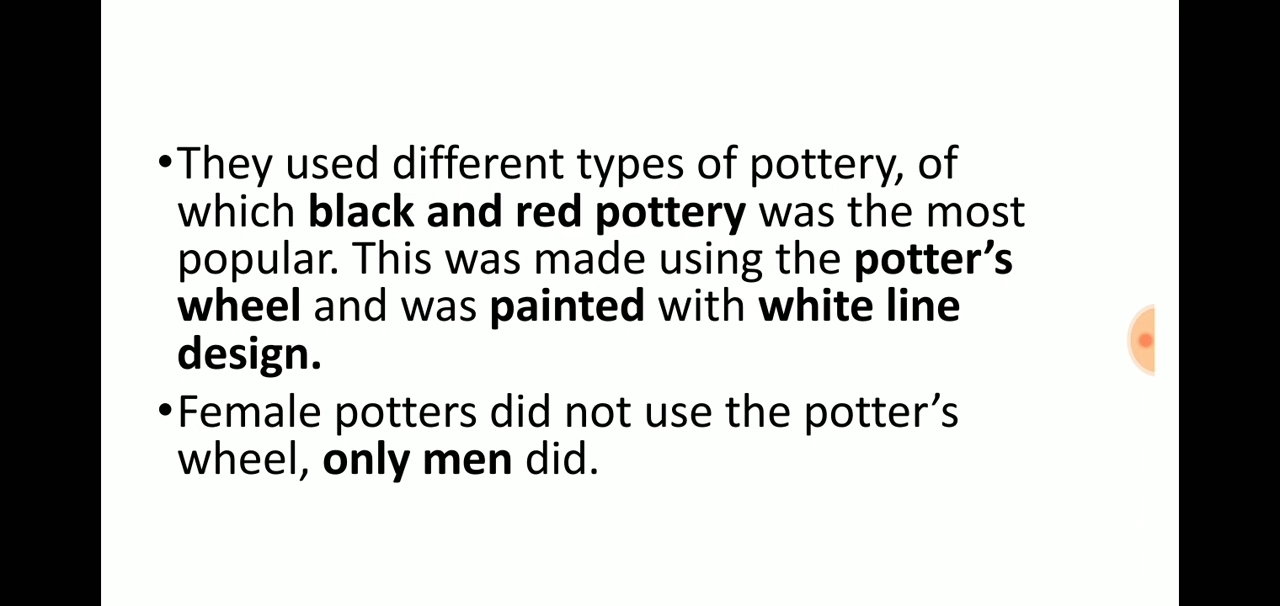 •They used different types of pottery, of
which black and red pottery was the most
popular. This was made using the potter’s
wheel and was painted with white line
design.
•Female potters did not use the potter’s
wheel, only men did.